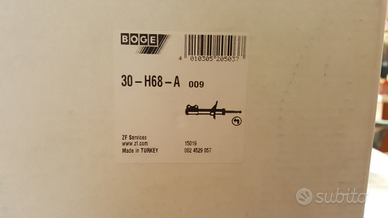 BOGE
4 010305 205037
30-H68-A 009
ZF Services
www.zf.com 15019
Made in TURKEY 002 4529 057
subito